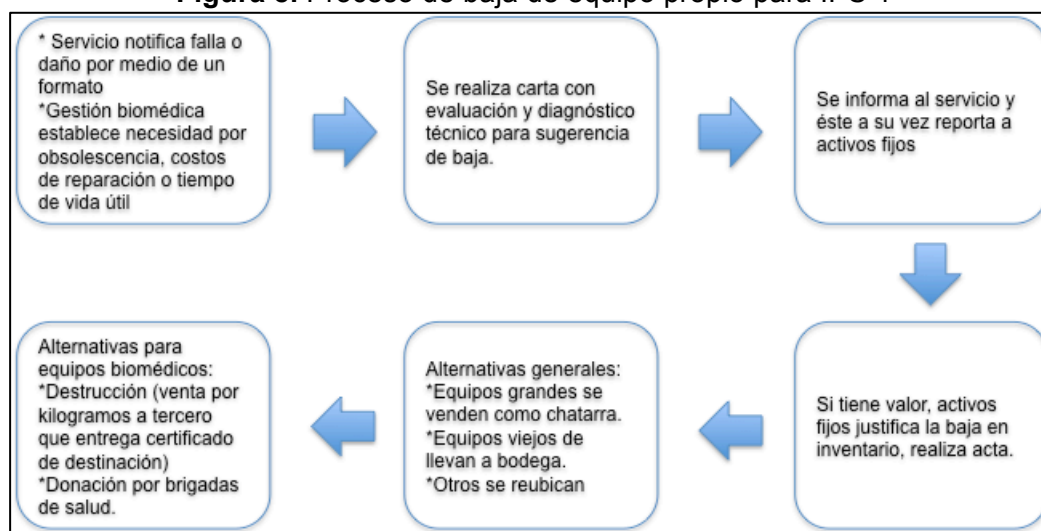 Figura Proceso de baja de equipo propio para
* Servicio notifica falla o
daño por medio de un
formato
*Gestión biomédica
establece necesidad por
obsolescencia, costos
de reparación o tiempo
de vida útil
Se realiza carta con
evaluación y diagnóstico
técnico para sugerencia
de baja.
Se informa al servicio y
éste a su vez reporta a
activos fijos
Si tiene valor, activos
fijos justifica la baja en
inventario, realiza acta.
Alternativas generales:
*Equipos grandes se
venden como chatarra.
*Equipos viejos de
llevan a bodega.
*Otros se reubican
Alternativas para
equipos biomédicos:
*Destrucción (venta por
kilogramos a tercero
que entrega certificado
de destinación)
*Donación por brigadas
de salud.